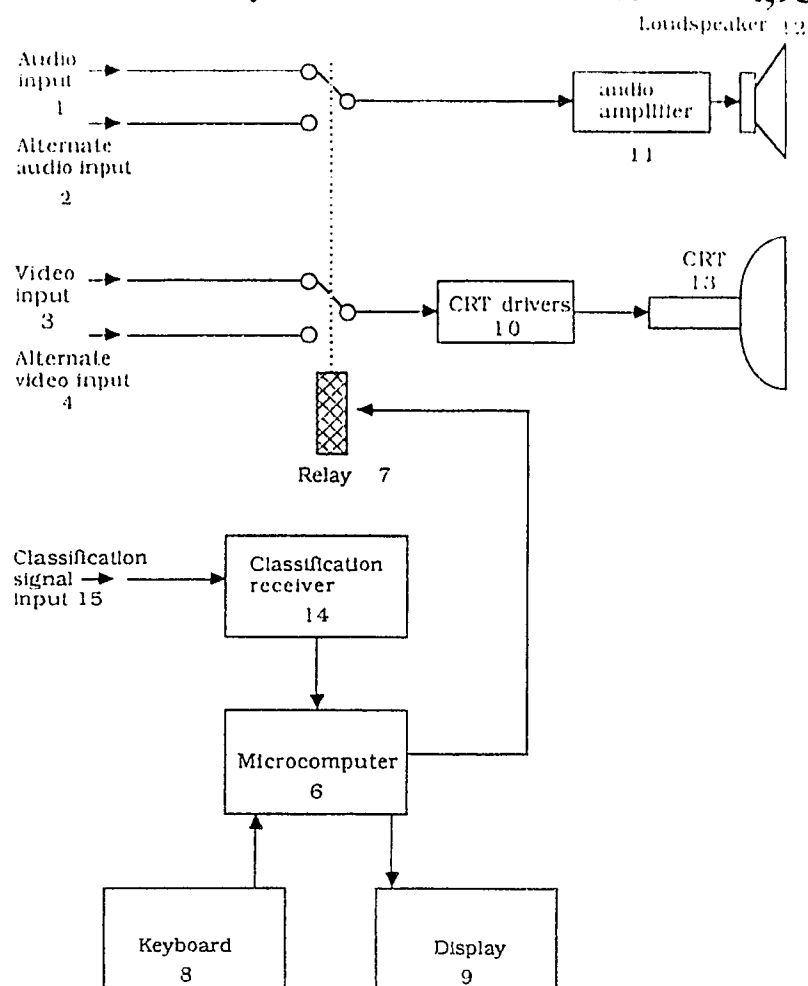 Loudspeaker 12
Audio
input
1
Alternate
audio input
2
audio
amplifier
11
Video
input
3
Alternate
video input
4
CRT drivers
10
CRT
13
Relay 7
Classification
signal
input 15
Classification
receiver
14
Microcomputer
6
Keyboard
8
Display
9